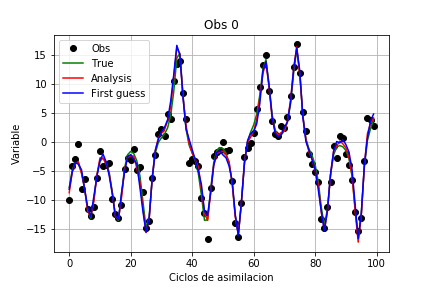 Obs 0
Obs
True
Analysis
First guess
Variable
15
10
5
0
−5
−10
−15
0
20
40
60
80
100
Ciclos de asimilacion